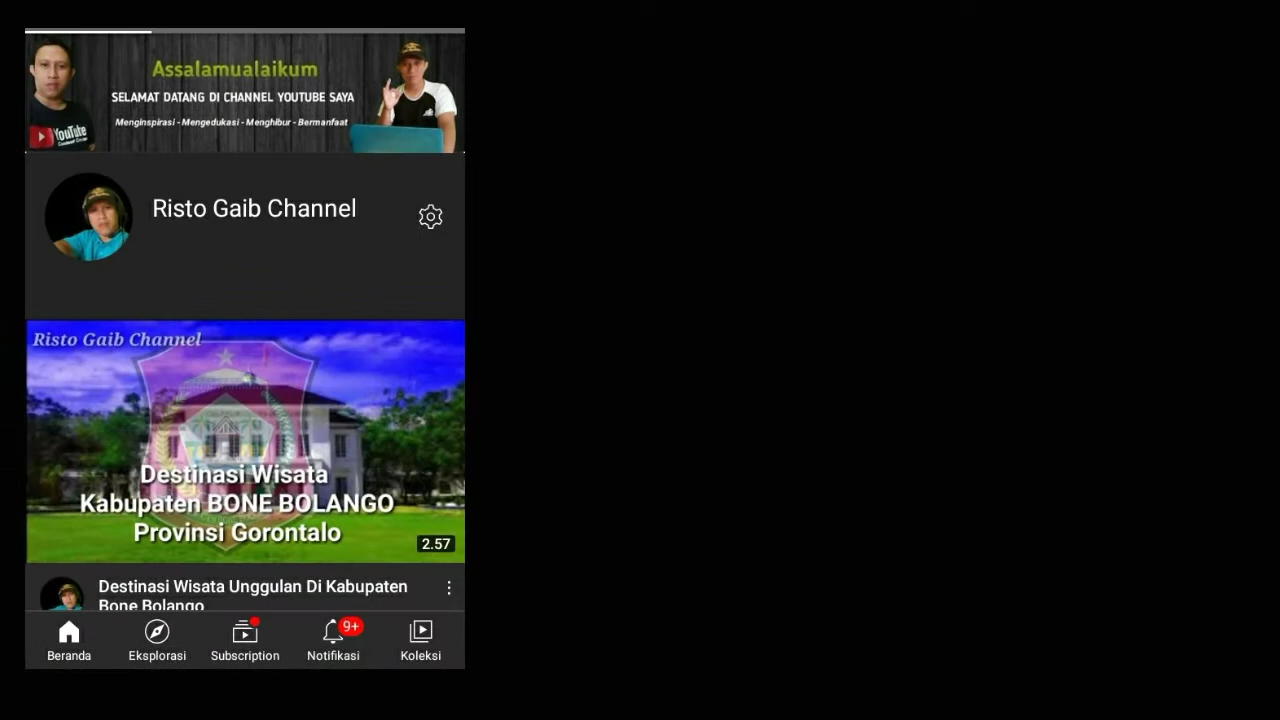 Assalamualaikum
SELAMAT DATANG DI CHANNEL YOUTUBE SAYA
Menginspirasi - Mengedukasi - Menghibur - Bermanfaat
YouTube
Risto Gaib Channel
Risto Gaib Channel
Destinasi Wisata
Kabupaten BONE BOLANGO
Provinsi Gorontalo
2.57
Destinasi Wisata Unggulan Di Kabupaten
Bone Bolango
9+
Beranda
Eksplorasi
Subscription
Notifikasi
Koleksi